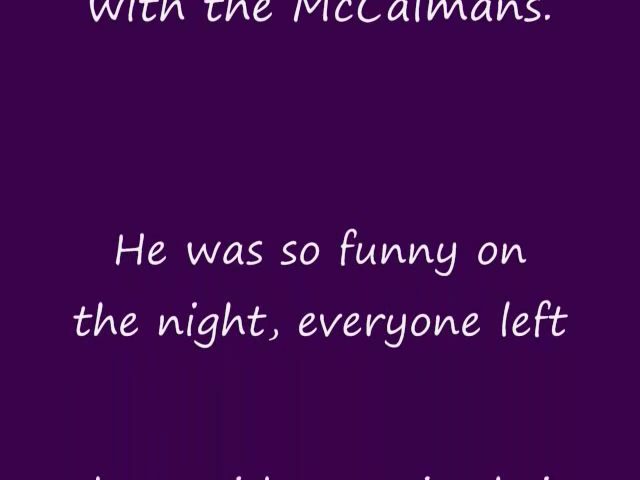 with the McCalmans.
He was so funny on
the night, everyone left